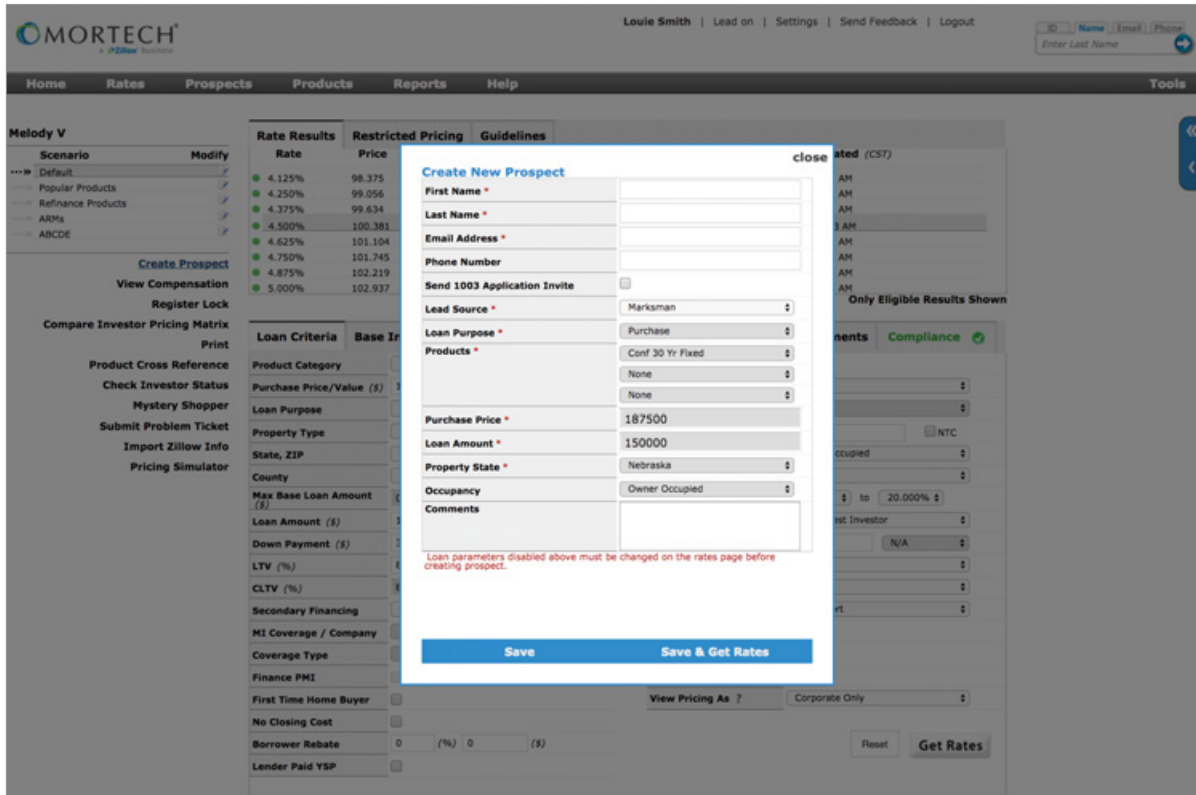 MORTECH
a Zillow business
Louie Smith | Lead on | Settings | Send Feedback | Logout
ID Name Email Phone
Enter Last Name
Home Rates Prospects Products Reports Help Tools
Melody V
Scenario Modify
Default
Popular Products
Refinance Products
ARMs
ABCDE
Create Prospect
View Compensation
Register Lock
Compare Investor Pricing Matrix
Print
Product Cross Reference
Check Investor Status
Mystery Shopper
Submit Problem Ticket
Import Zillow Info
Pricing Simulator
Rate Results Restricted Pricing Guidelines
Rate Price (CST)
4.125% 98.375 AM
4.250% 99.056 AM
4.375% 99.634 AM
4.500% 100.381 AM
4.625% 101.104 AM
4.750% 101.745 AM
4.875% 102.219 AM
5.000% 102.937 AM
Only Eligible Results Shown
close
Create New Prospect
First Name *
Last Name *
Email Address *
Phone Number
Send 1003 Application Invite
Lead Source * Marksman
Loan Purpose * Purchase
Products * Conf 30 Yr Fixed
None
None
Purchase Price * 187500
Loan Amount * 150000
Property State * Nebraska
Occupancy Owner Occupied
Comments
Loan parameters disabled above must be changed on the rates page before
creating prospect.
Save Save & Get Rates
Loan Criteria Base Compliance
Product Category
Purchase Price/Value ($)
Loan Purpose
Property Type NTC
State, ZIP
County
Max Base Loan Amount
($) to 20.000%
Loan Amount ($) Investor
Down Payment ($) N/A
LTV (%)
CLTV (%)
Secondary Financing
MI Coverage / Company
Coverage Type
Finance PMI
First Time Home Buyer View Pricing As ? Corporate Only
No Closing Cost
Borrower Rebate 0 (%) 0 ($) Reset Get Rates
Lender Paid YSP